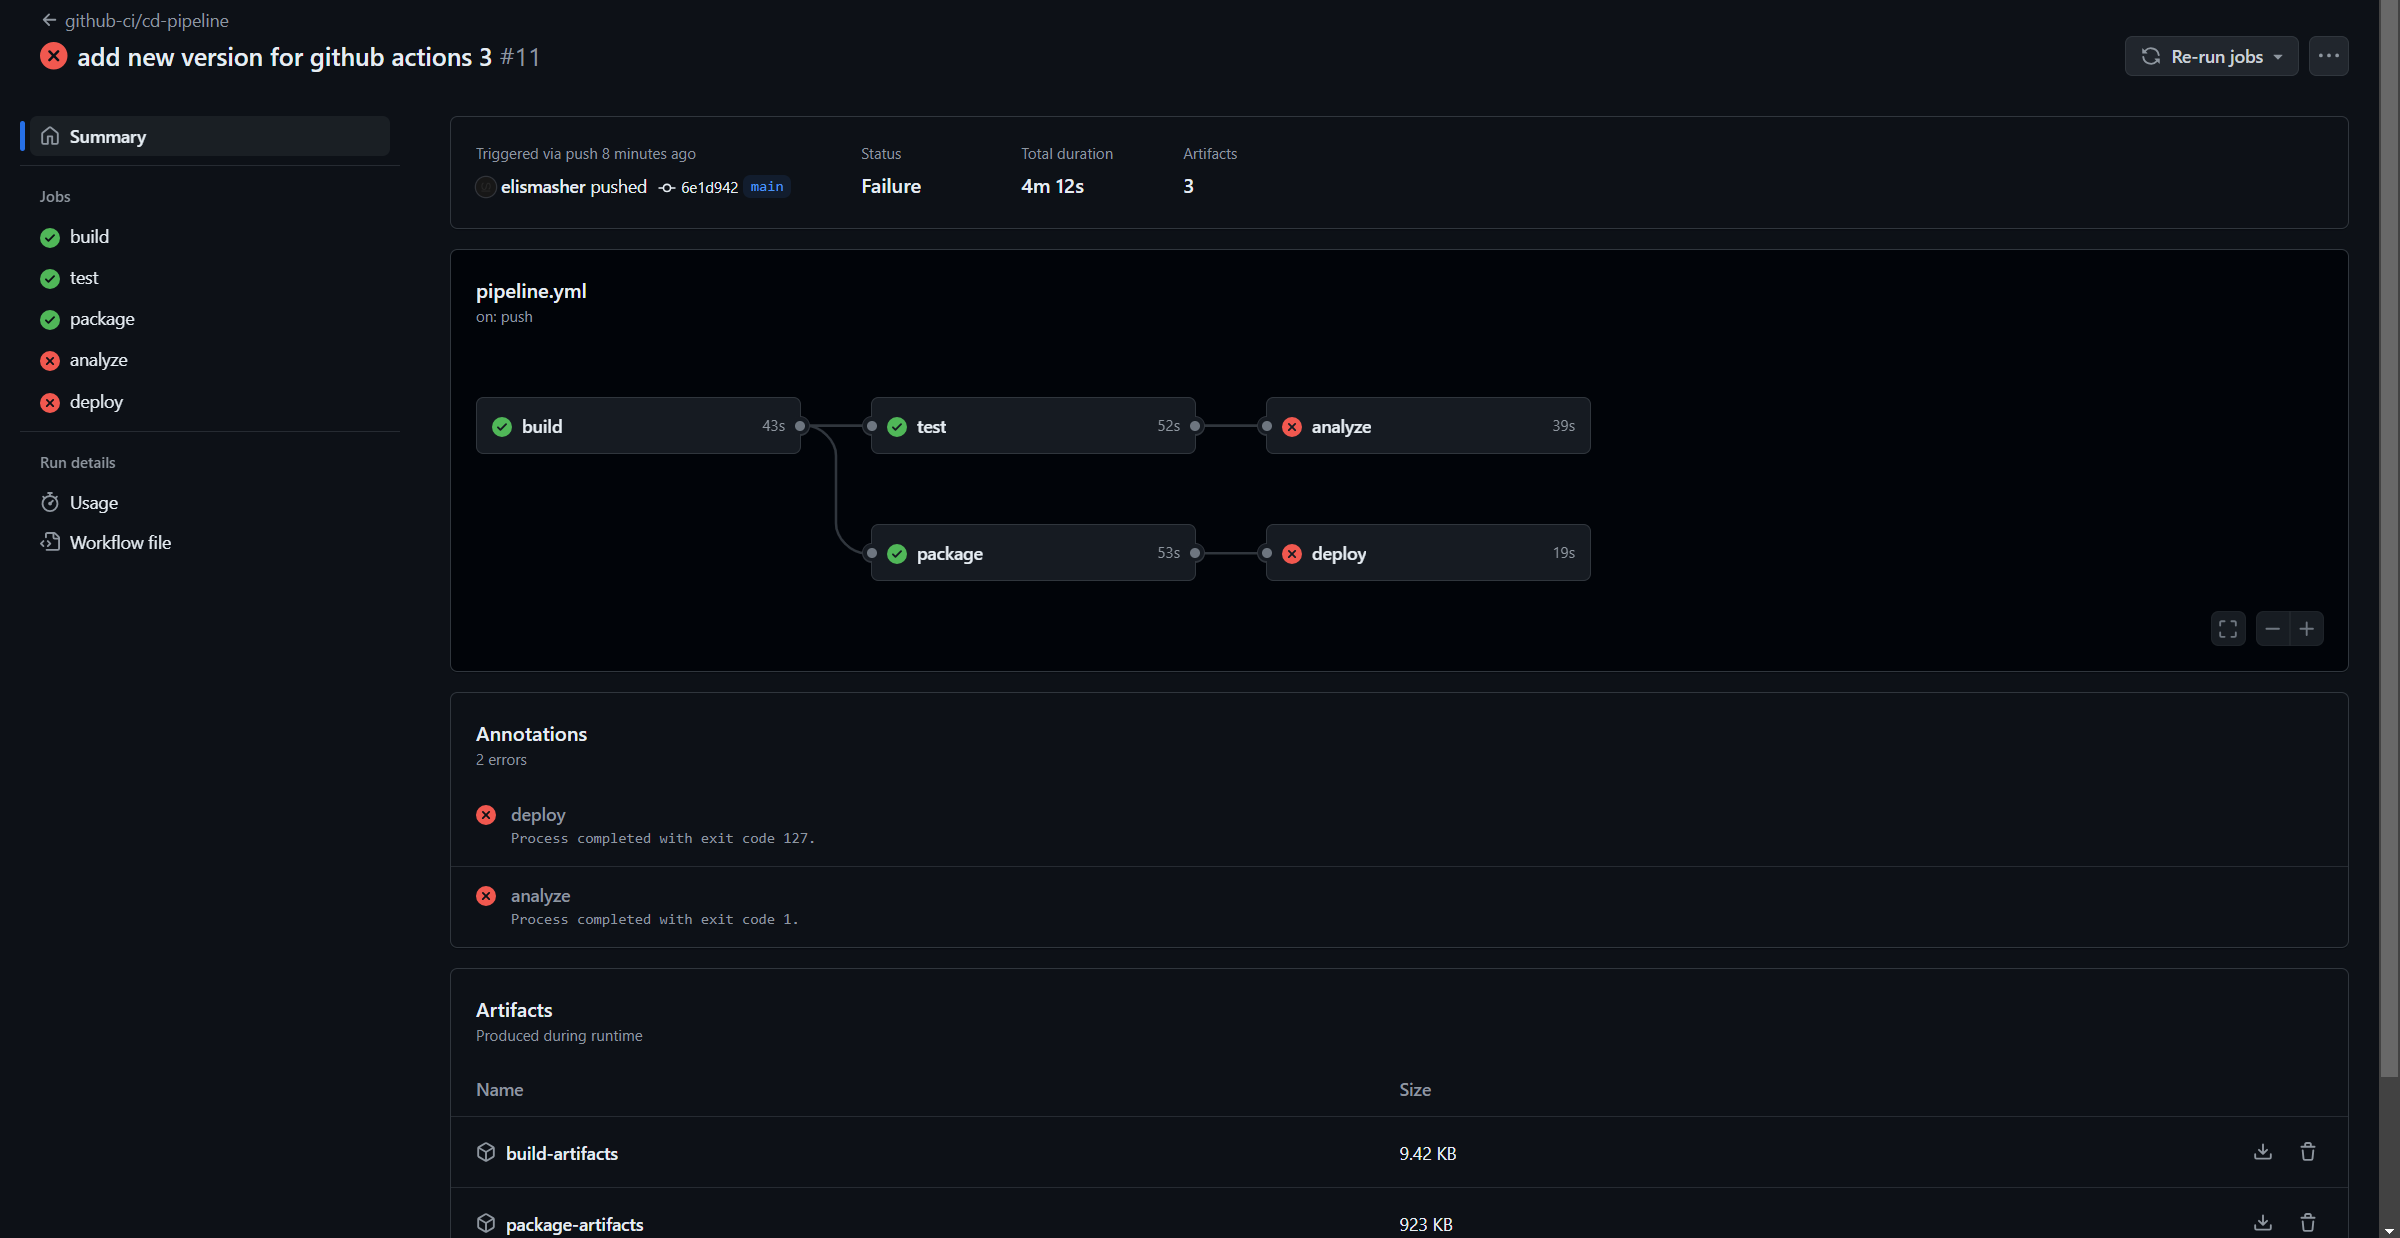 github-ci/cd-pipeline
add new version for github actions 3 #11
Re-run jobs
Summary
Jobs
build
test
package
analyze
deploy
Run details
Usage
Workflow file
Triggered via push 8 minutes ago
elismasher pushed 6e1d942 main
Status
Failure
Total duration
4m 12s
Artifacts
3
pipeline.yml
on: push
build 43s
test 52s
analyze 39s
package 53s
deploy 19s
Annotations
2 errors
deploy
Process completed with exit code 127.
analyze
Process completed with exit code 1.
Artifacts
Produced during runtime
Name Size
build-artifacts 9.42 KB
package-artifacts 923 KB